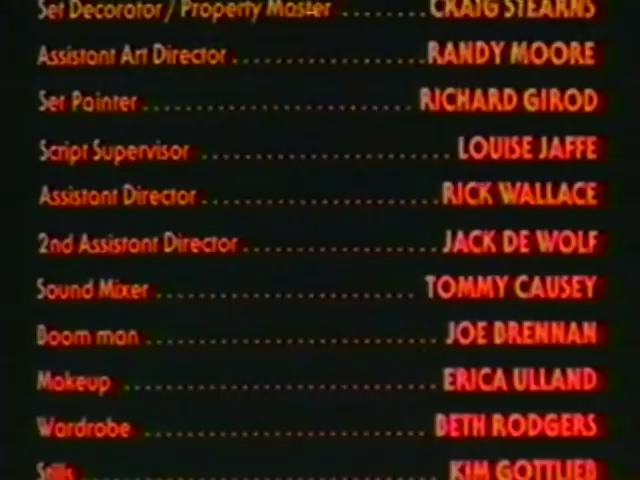 Set Decorator / Property Master ........ CRAIG STEARNS
Assistant Art Director ................. RANDY MOORE
Set Painter ....................... RICHARD GIROD
Script Supervisor ..................... LOUISE JAFFE
Assistant Director ..................... RICK WALLACE
2nd Assistant Director ................. JACK DE WOLF
Sound Mixer ...................... TOMMY CAUSEY
Boom man ......................... JOE BRENNAN
Makeup ........................... ERICA ULLAND
Wardrobe ......................... BETH RODGERS
Stills ............................. KIM GOTTLIEB